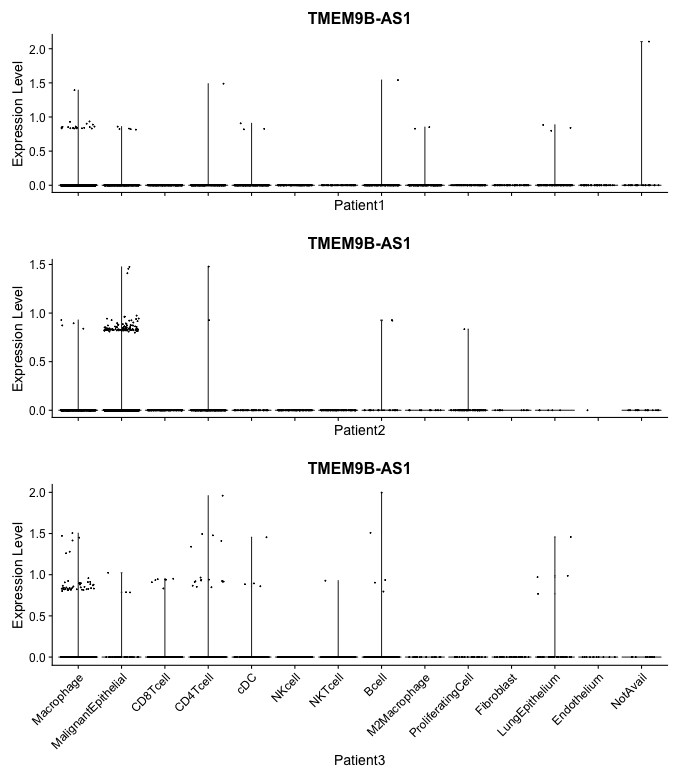 TMEM9B-AS1
Expression Level
2.0
1.5
1.0
0.5
0.0
Patient1
TMEM9B-AS1
Expression Level
1.5
1.0
0.5
0.0
Patient2
TMEM9B-AS1
Expression Level
2.0
1.5
1.0
0.5
0.0
Macrophage
MalignantEpithelial
CD8Tcell
CD4Tcell
cDC
NKcell
NKTcell
Bcell
M2Macrophage
ProliferatingCell
Fibroblast
LungEpithelium
Endothelium
NotAvail
Patient3